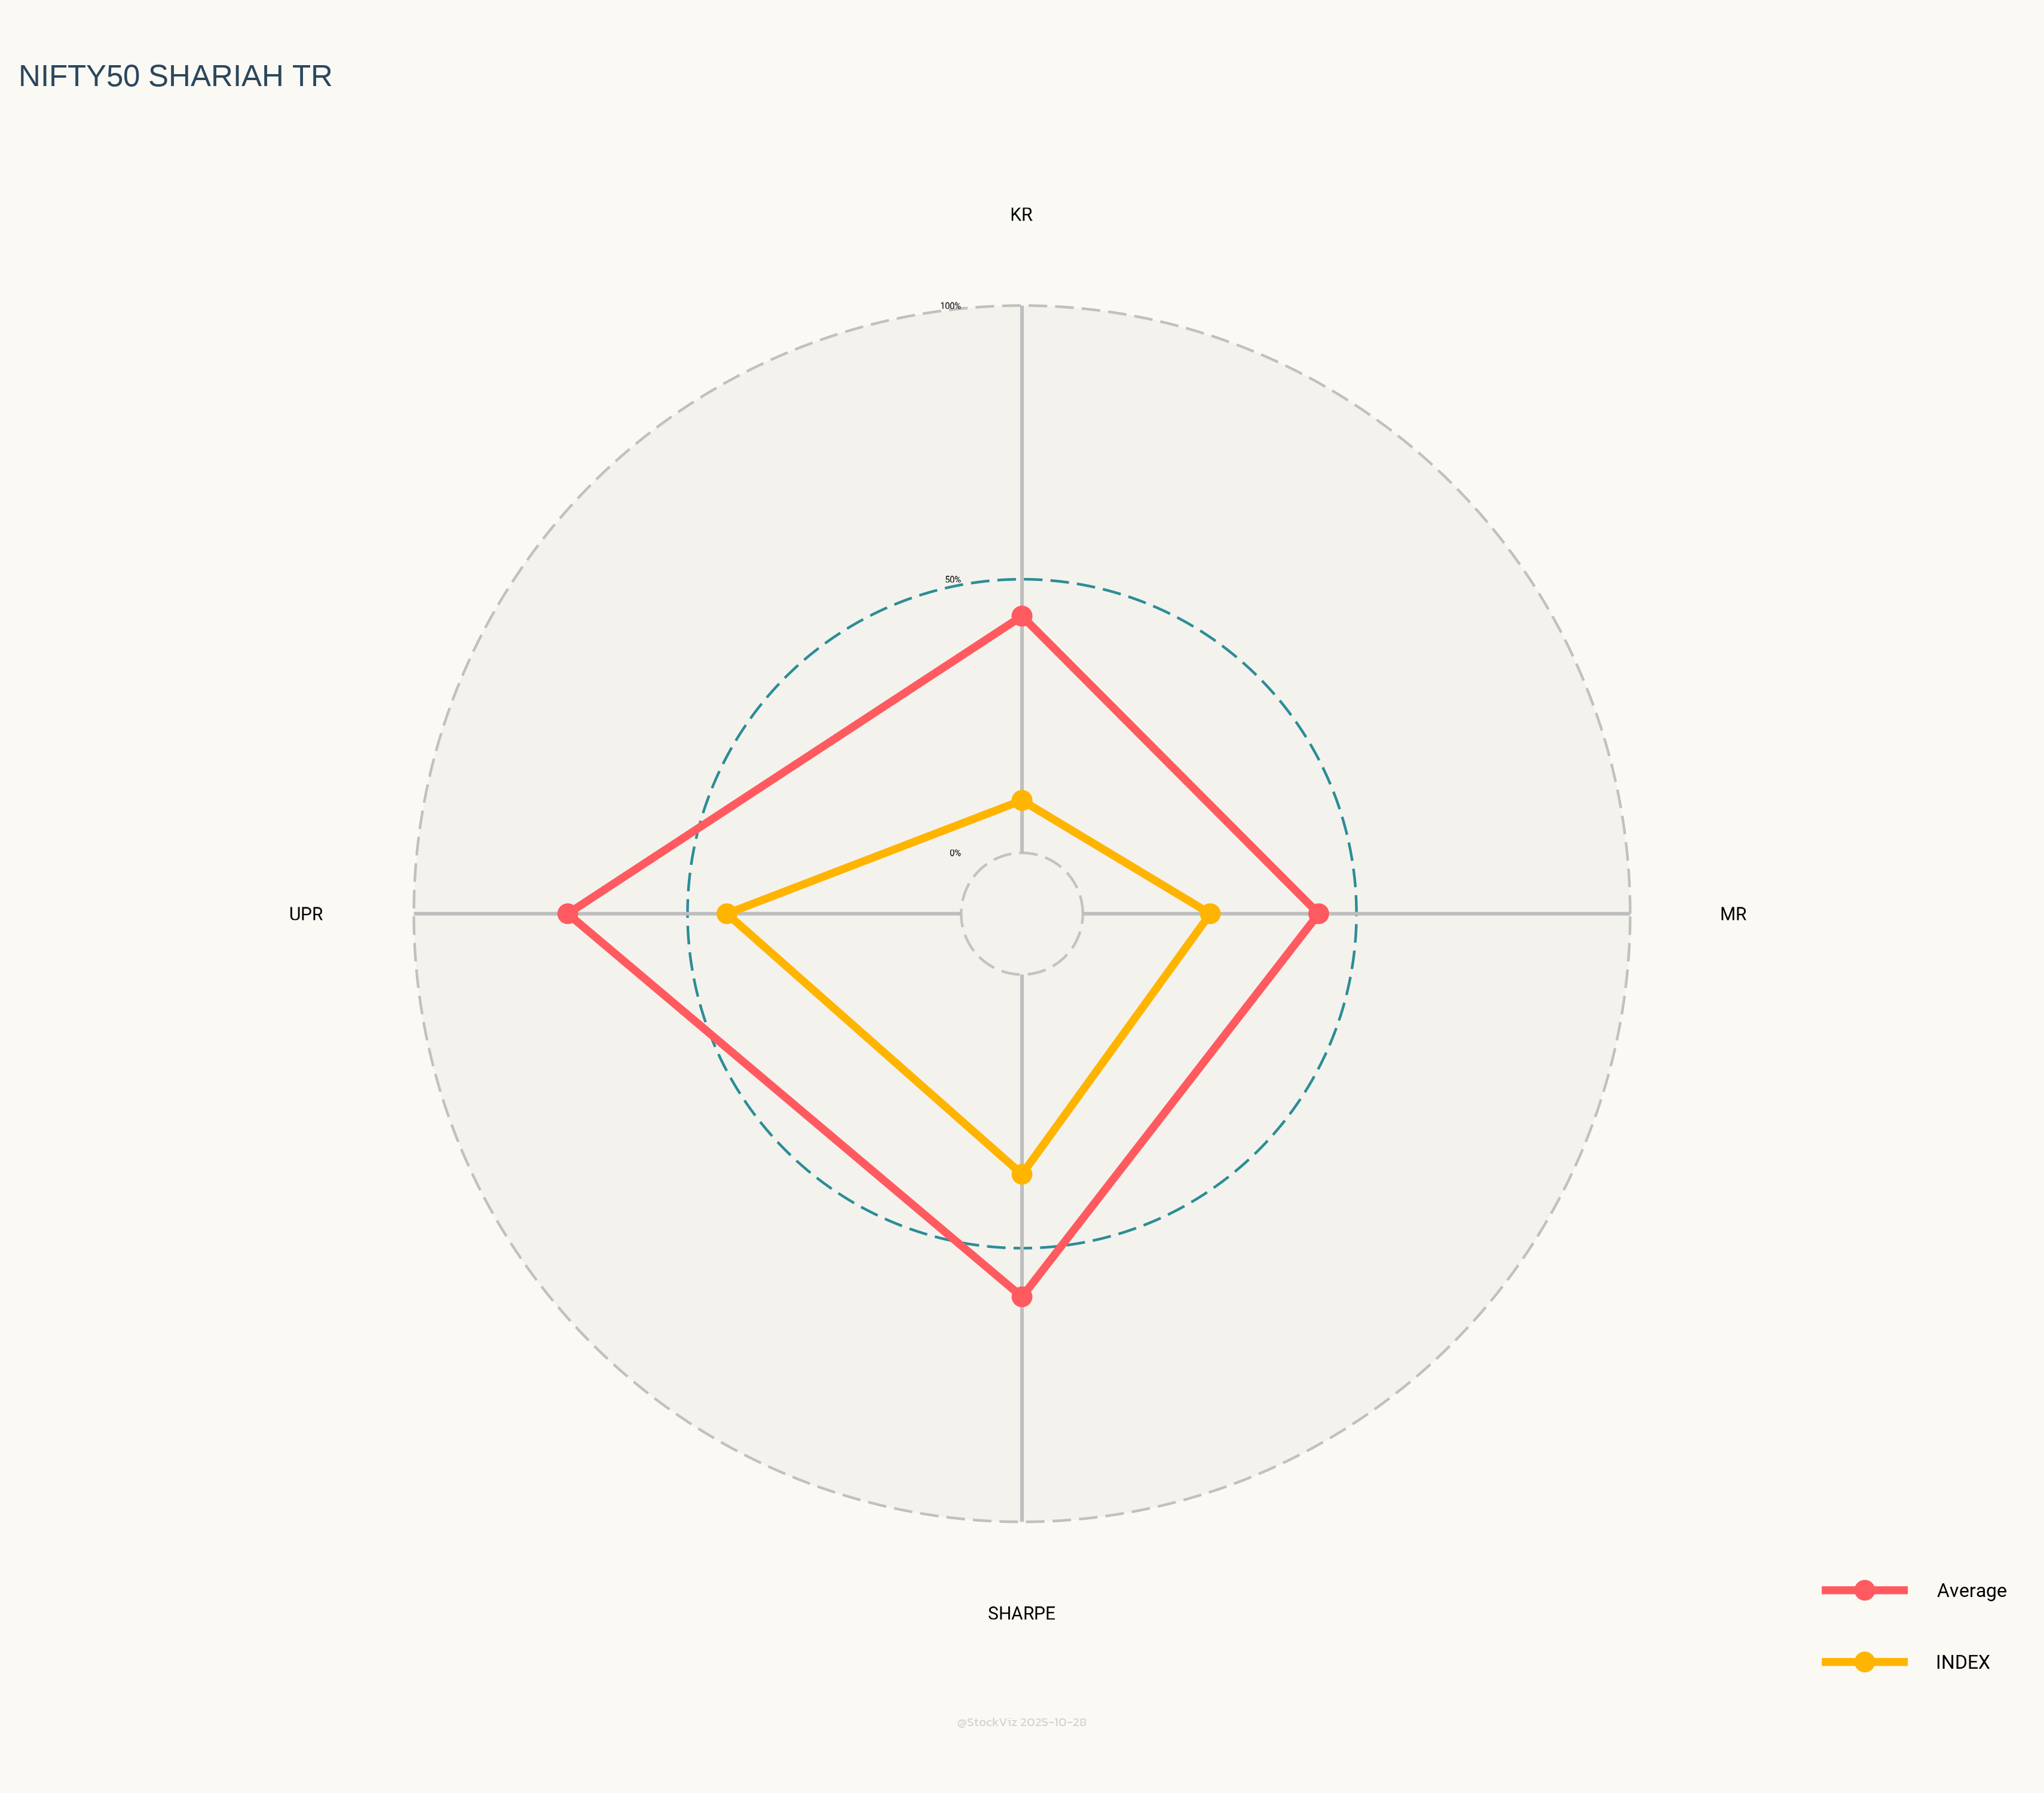 NIFTY50 SHARIAH TR
KR
100%
50%
0%
UPR
MR
SHARPE
Average
INDEX
@StockViz 2025-10-28